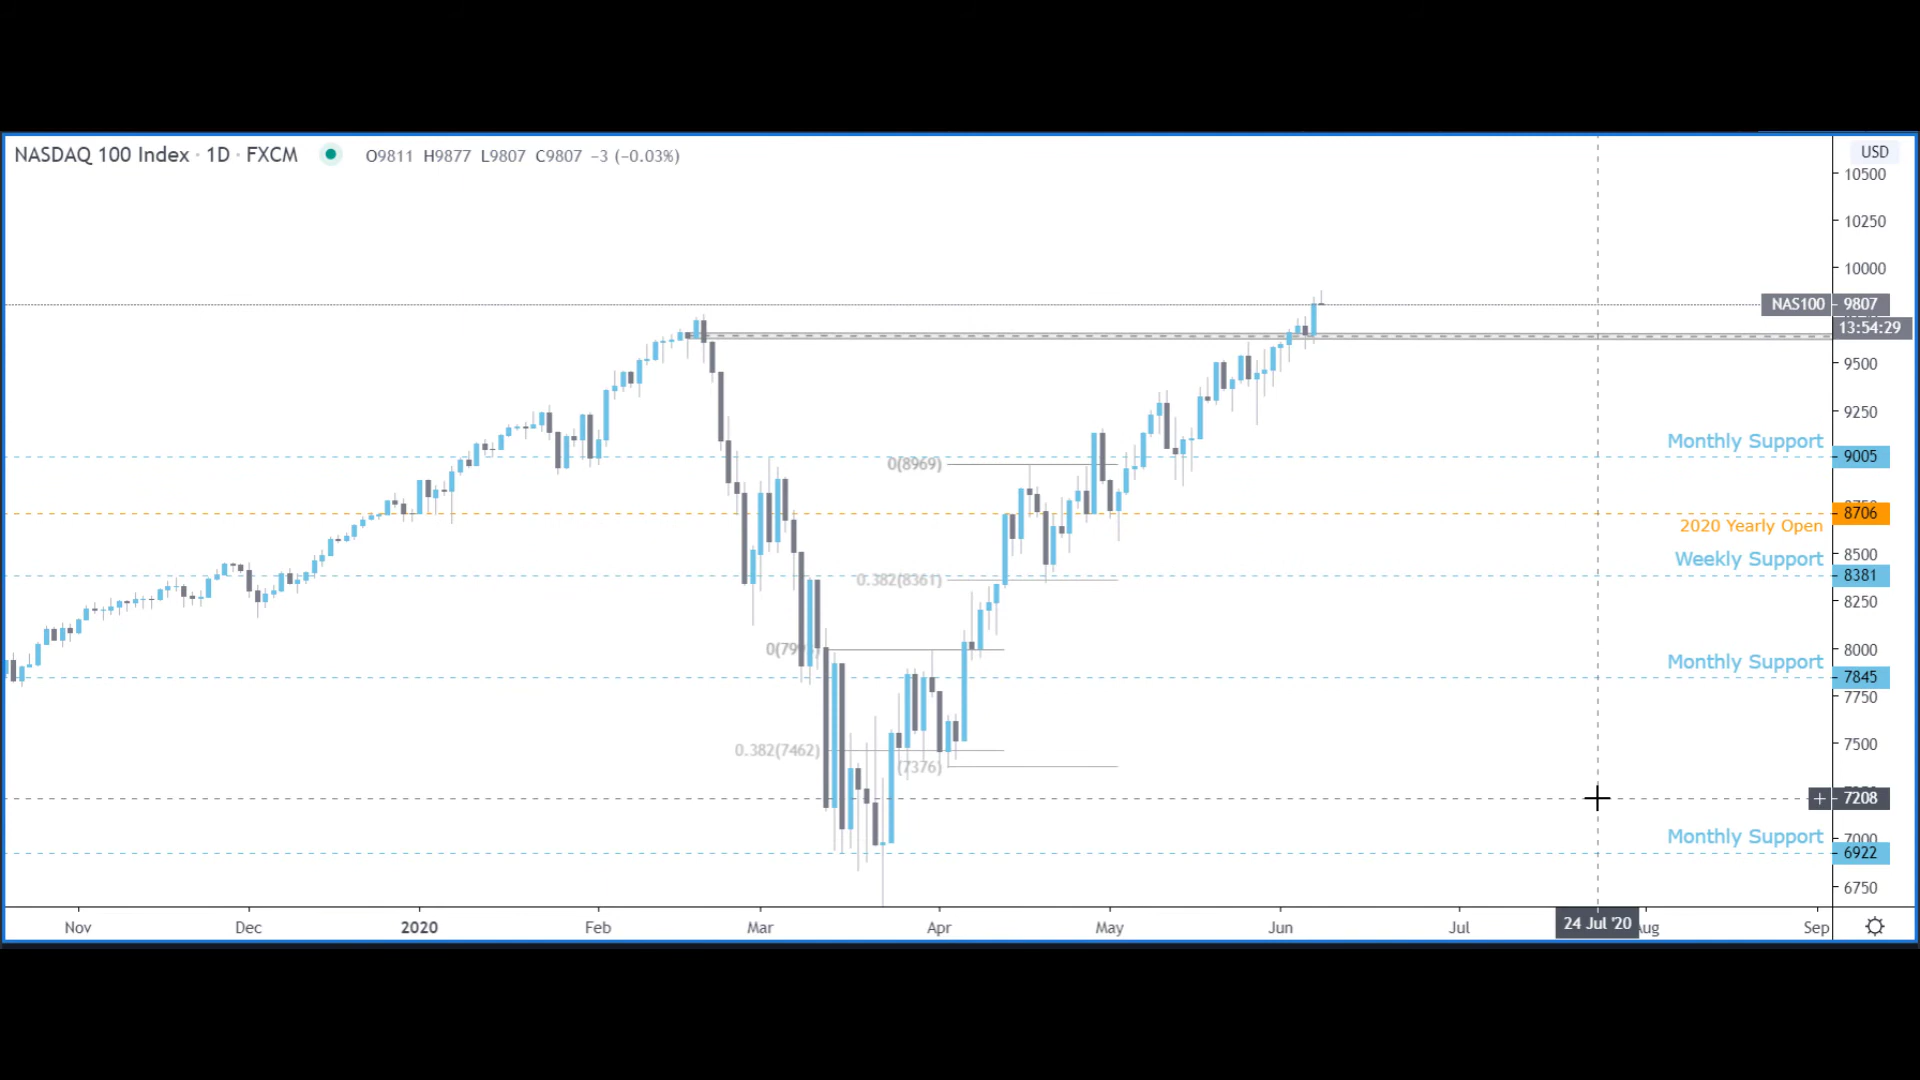 NASDAQ 100 Index · 1D · FXCM O9811 H9877 L9807 C9807 −3 (−0.03%)
USD
10500
10250
10000
NAS100 9807
13:54:29
9500
9250
Monthly Support
9005
0(8969)
8706
2020 Yearly Open
8500
Weekly Support
8381
0.382(8361)
8250
8000
Monthly Support
7845
7750
7500
0.382(7462)
(7376)
7208
7000
Monthly Support
6922
6750
Nov Dec 2020 Feb Mar Apr May Jun Jul 24 Jul '20 Sep